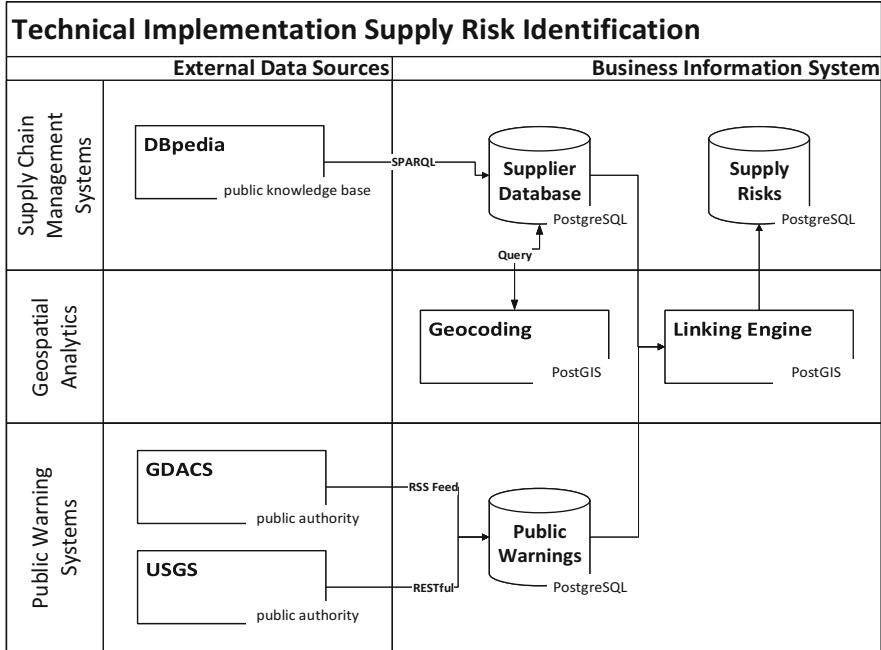 Technical Implementation Supply Risk Identification
External Data Sources
Business Information System
Supply Chain
Management
Systems
DBpedia
public knowledge base
SPARQL
Supplier
Database
PostgreSQL
Supply
Risks
PostgreSQL
Query
Geospatial
Analytics
Geocoding
PostGIS
Linking Engine
PostGIS
Public Warning
Systems
GDACS
public authority
RSS Feed
USGS
public authority
RESTful
Public
Warnings
PostgreSQL